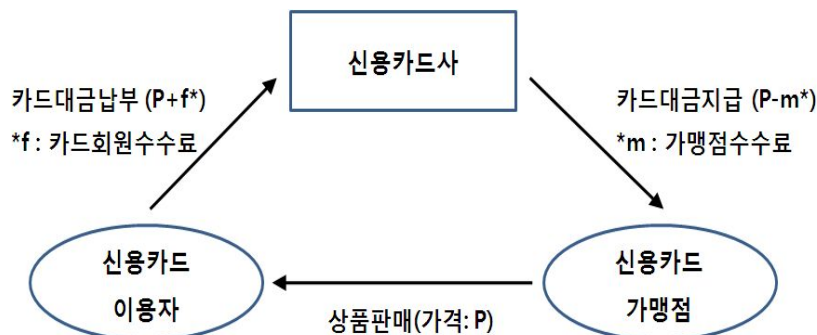 신용카드사
카드대금납부 (P+f*)
*f : 카드회원수수료
카드대금지급 (P-m*)
*m : 가맹점수수료
신용카드
이용자
신용카드
가맹점
상품판매(가격: P)